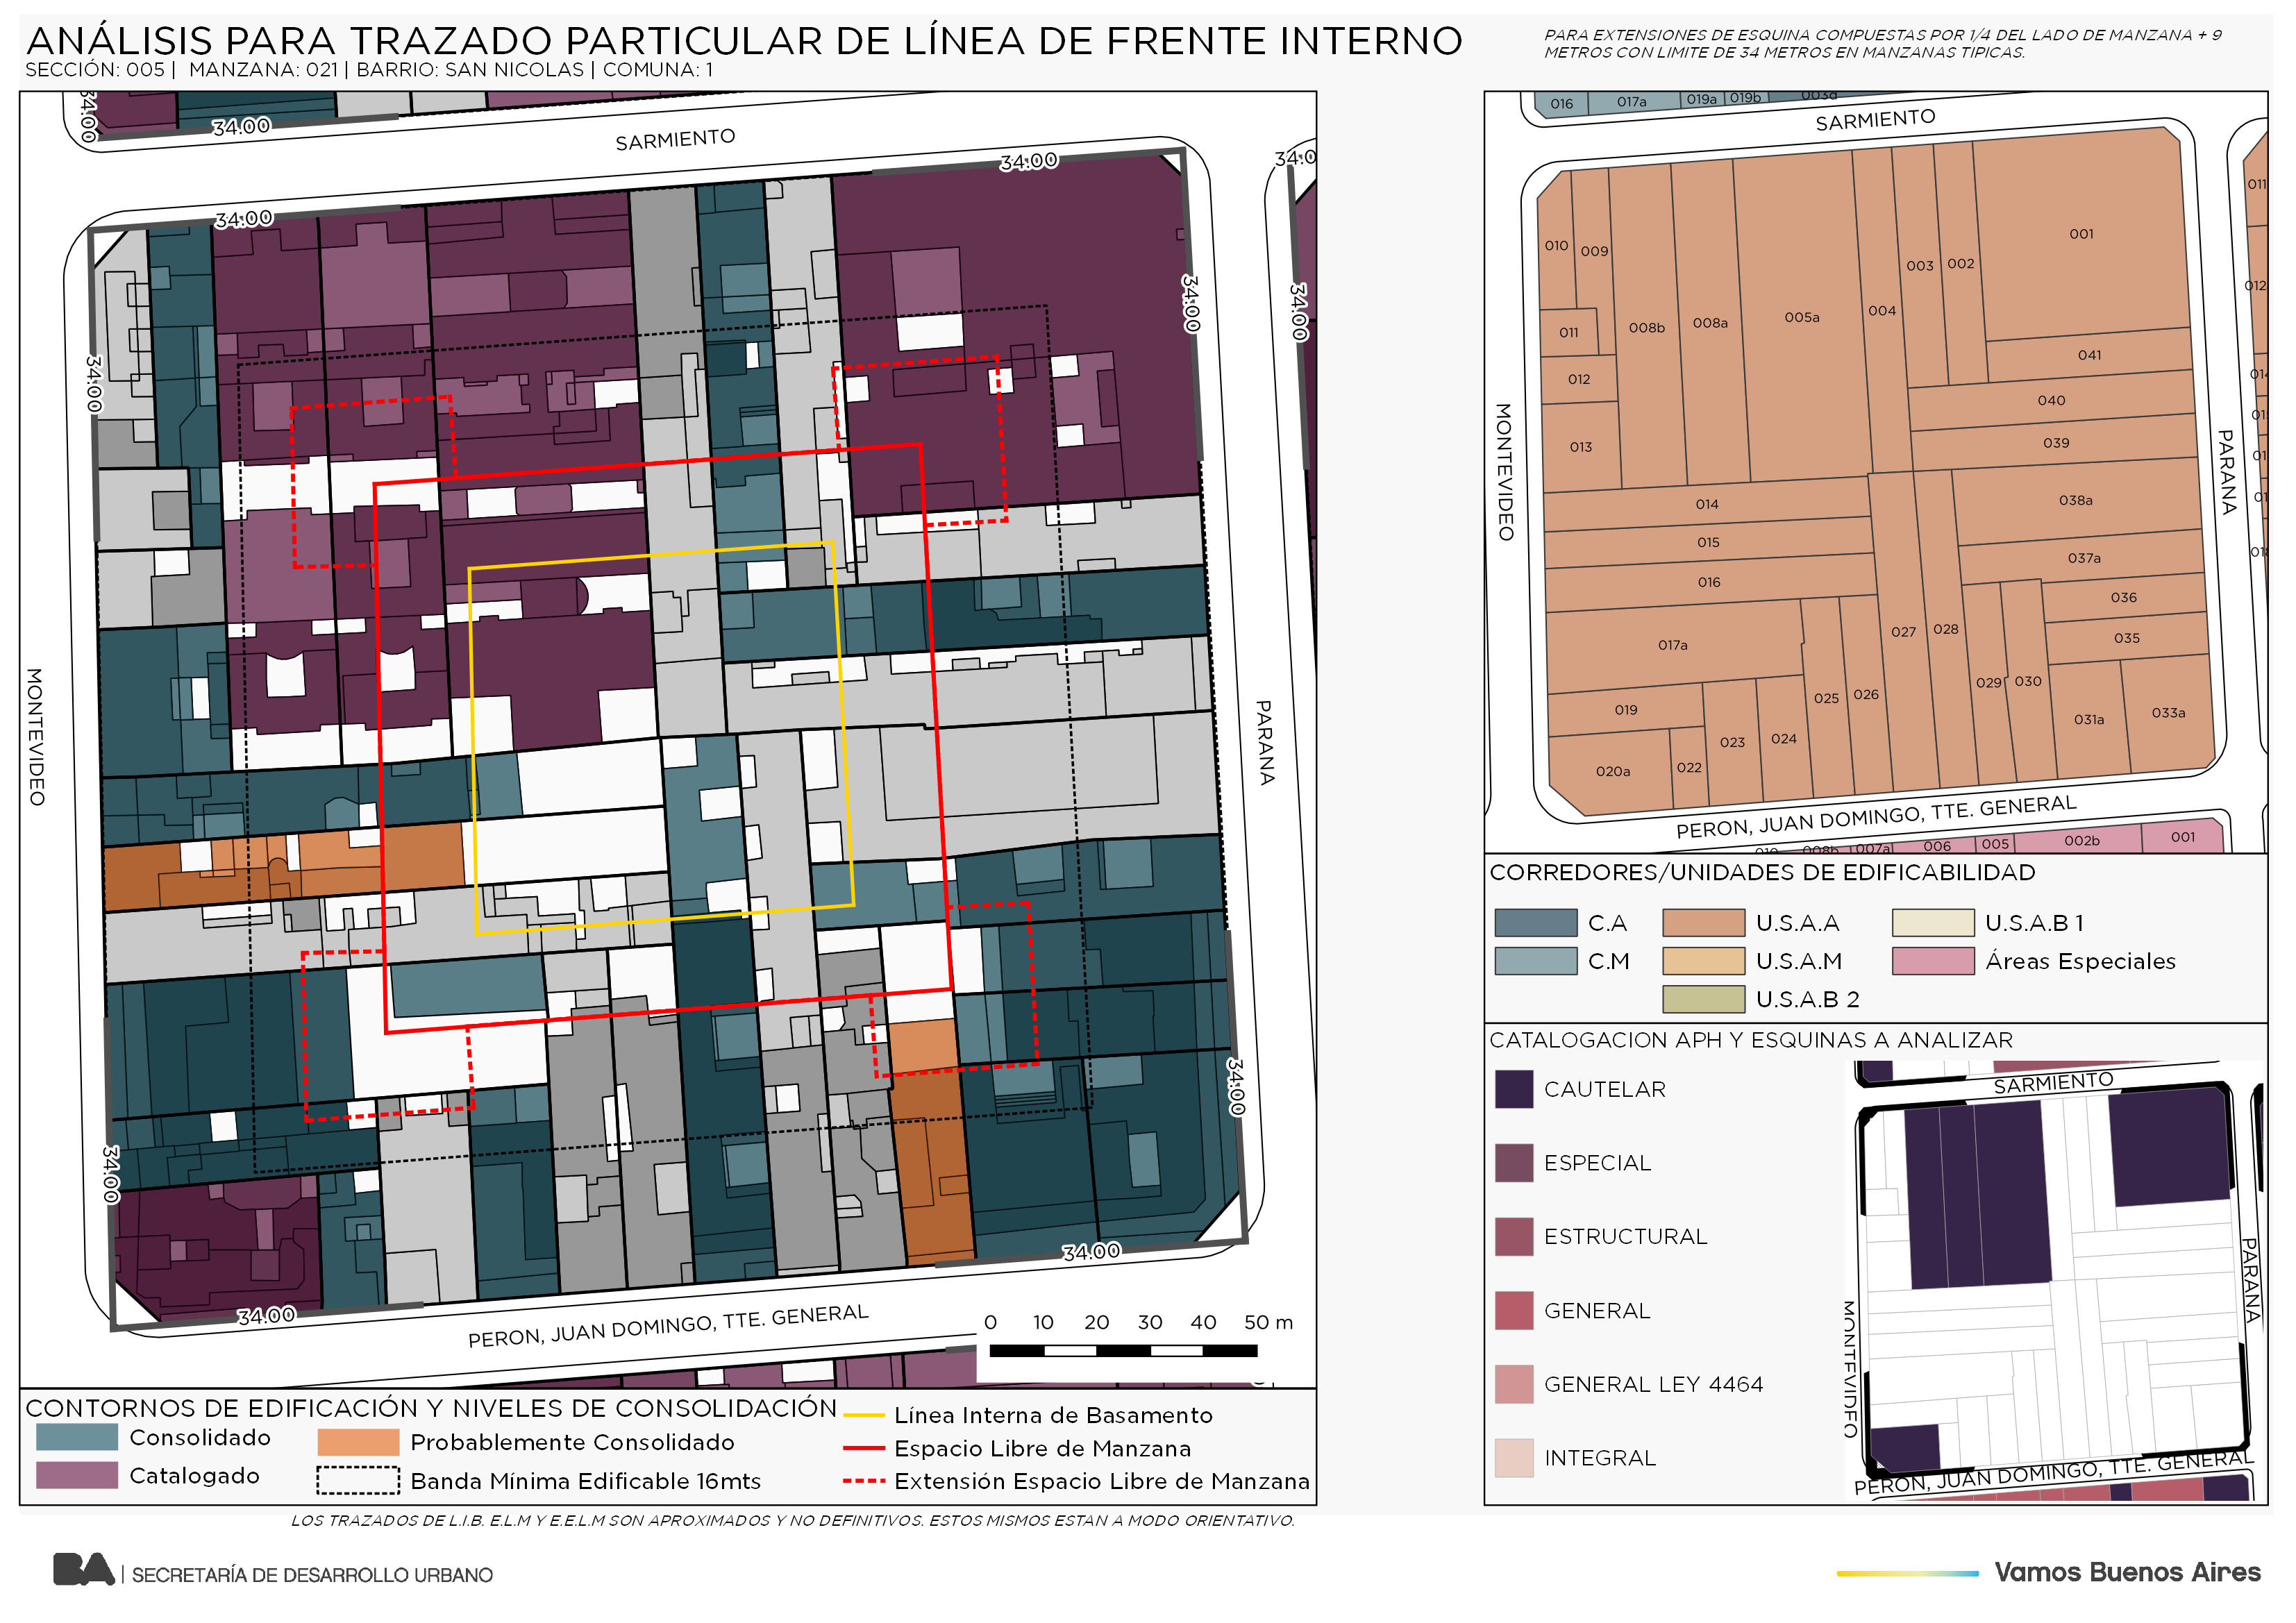 ANÁLISIS PARA TRAZADO PARTICULAR DE LÍNEA DE FRENTE INTERNO
SECCIÓN: 005 | MANZANA: 021 | BARRIO: SAN NICOLAS | COMUNA: 1
PARA EXTENSIONES DE ESQUINA COMPUESTAS POR 1/4 DEL LADO DE MANZANA + 9
METROS CON LIMITE DE 34 METROS EN MANZANAS TIPICAS.
34.00
34.00
SARMIENTO
34.00
34.00
34.00
34.00
34.00
34.00
MONTEVIDEO
PARANA
34.00
34.00
34.00
34.00
PERON, JUAN DOMINGO, TTE. GENERAL
0 10 20 30 40 50 m
CONTORNOS DE EDIFICACIÓN Y NIVELES DE CONSOLIDACIÓN
Consolidado
Catalogado
Probablemente Consolidado
Banda Mínima Edificable 16mts
Línea Interna de Basamento
Espacio Libre de Manzana
Extensión Espacio Libre de Manzana
016 017a 019a 019b 003d
SARMIENTO
010 009 008b 008a 005a 004 003 002 001
011
012
013
041
040
039
014
015
016
038a
037a
036
035
017a
019
020a 022 023 024 025 026 027 028 029 030 031a 033a
011
012
MONTEVIDEO
PARANA
PERON, JUAN DOMINGO, TTE. GENERAL
008b 007a 006 005 002b 001
CORREDORES/UNIDADES DE EDIFICABILIDAD
C.A
C.M
U.S.A.A
U.S.A.M
U.S.A.B 2
U.S.A.B 1
Áreas Especiales
CATALOGACION APH Y ESQUINAS A ANALIZAR
CAUTELAR
ESPECIAL
ESTRUCTURAL
GENERAL
GENERAL LEY 4464
INTEGRAL
SARMIENTO
MONTEVIDEO
PARANA
PERON, JUAN DOMINGO, TTE. GENERAL
LOS TRAZADOS DE L.I.B. E.L.M Y E.E.L.M SON APROXIMADOS Y NO DEFINITIVOS. ESTOS MISMOS ESTAN A MODO ORIENTATIVO.
BA | SECRETARÍA DE DESARROLLO URBANO
Vamos Buenos Aires